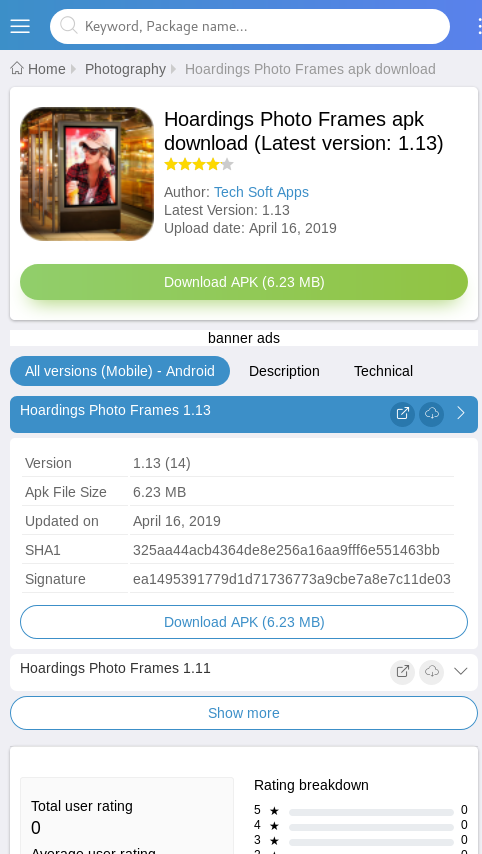 Keyword, Package name...
Home Photography Hoardings Photo Frames apk download
Hoardings Photo Frames apk
download (Latest version: 1.13)
Author: Tech Soft Apps
Latest Version: 1.13
Upload date: April 16, 2019
Download APK (6.23 MB)
banner ads
All versions (Mobile) - Android Description Technical
Hoardings Photo Frames 1.13
Version 1.13 (14)
Apk File Size 6.23 MB
Updated on April 16, 2019
SHA1 325aa44acb4364de8e256a16aa9fff6e551463bb
Signature ea1495391779d1d71736773a9cbe7a8e7c11de03
Download APK (6.23 MB)
Hoardings Photo Frames 1.11
Show more
Total user rating
0
Average user rating
Rating breakdown
5 ★ 0
4 ★ 0
3 ★ 0